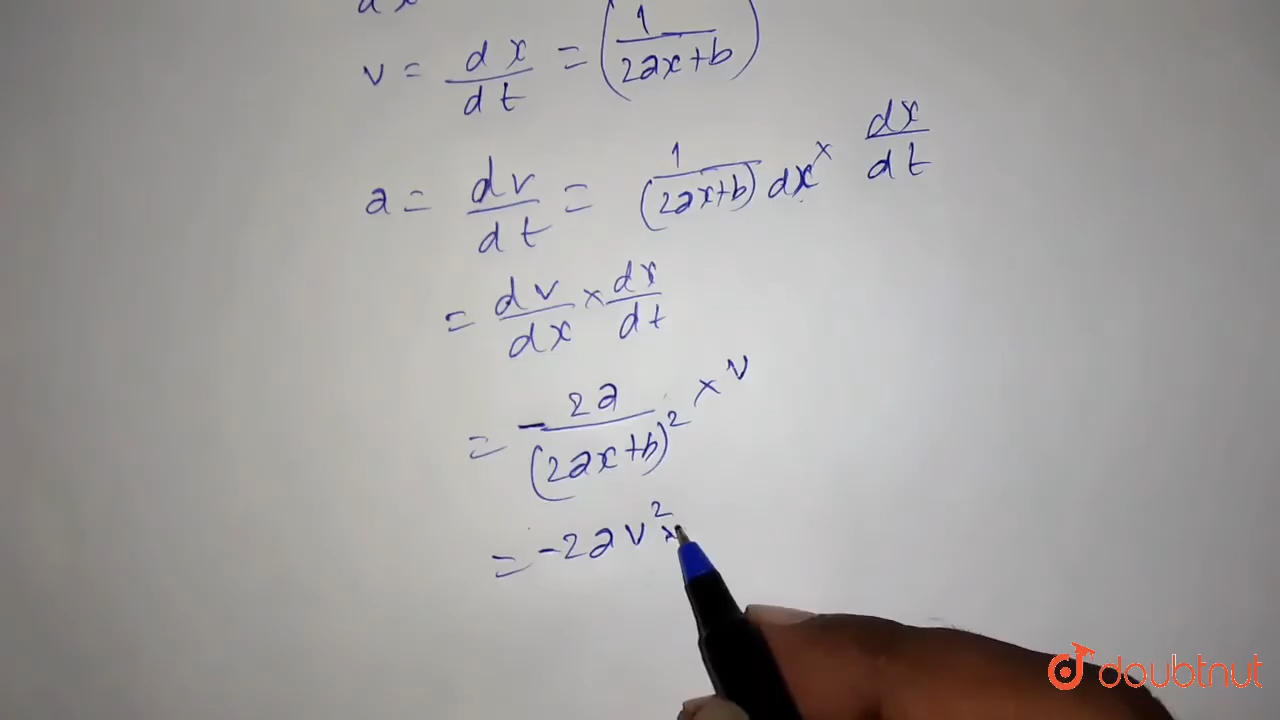 dx
v = dx/dt = (1/(2ax+b))
a = dv/dt = 1/(2ax+b) dx × dx/dt
= dv/dx × dx/dt
= -2a/(2ax+b)² × v
= -2av² ×
doubtnut